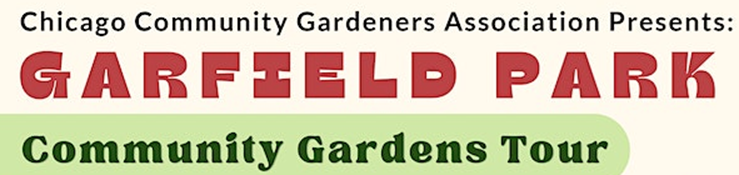 Chicago Community Gardeners Association Presents:
GARFIELD PARK
Community Gardens Tour